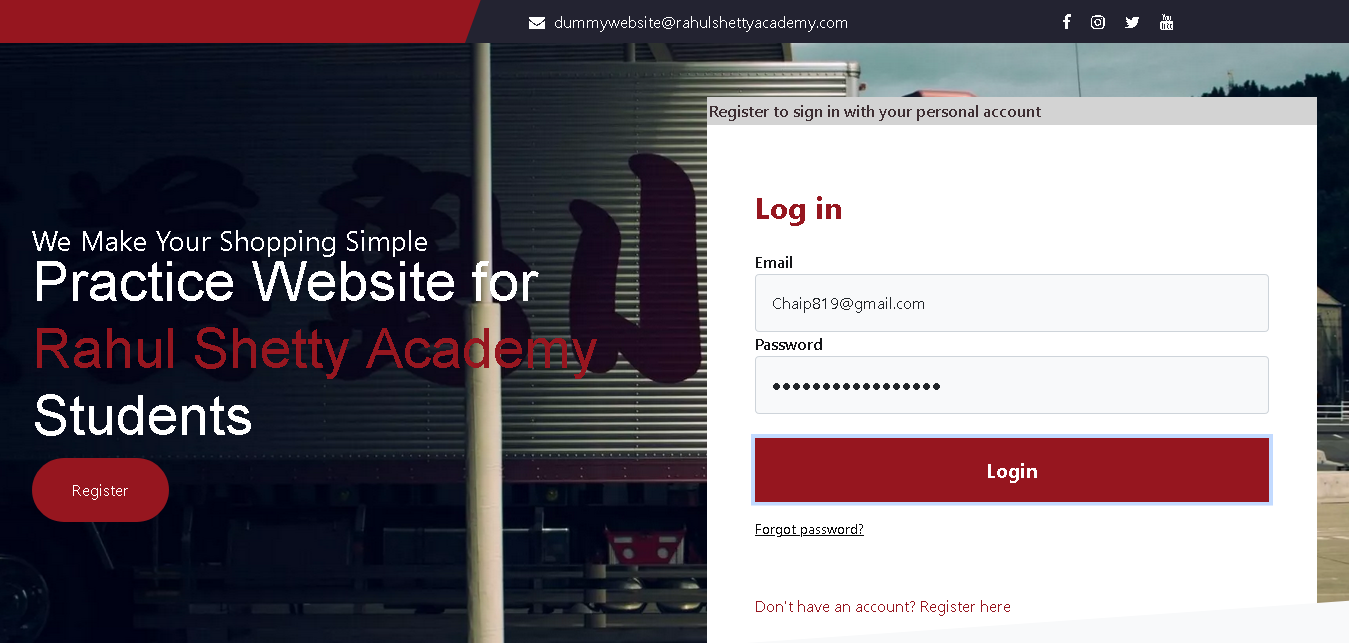 dummywebsite@rahulshettyacademy.com
Register to sign in with your personal account
We Make Your Shopping Simple
Practice Website for
Rahul Shetty Academy
Students
Register
Log in
Email
Chaip819@gmail.com
Password
•••••••••••••••••
Login
Forgot password?
Don't have an account? Register here